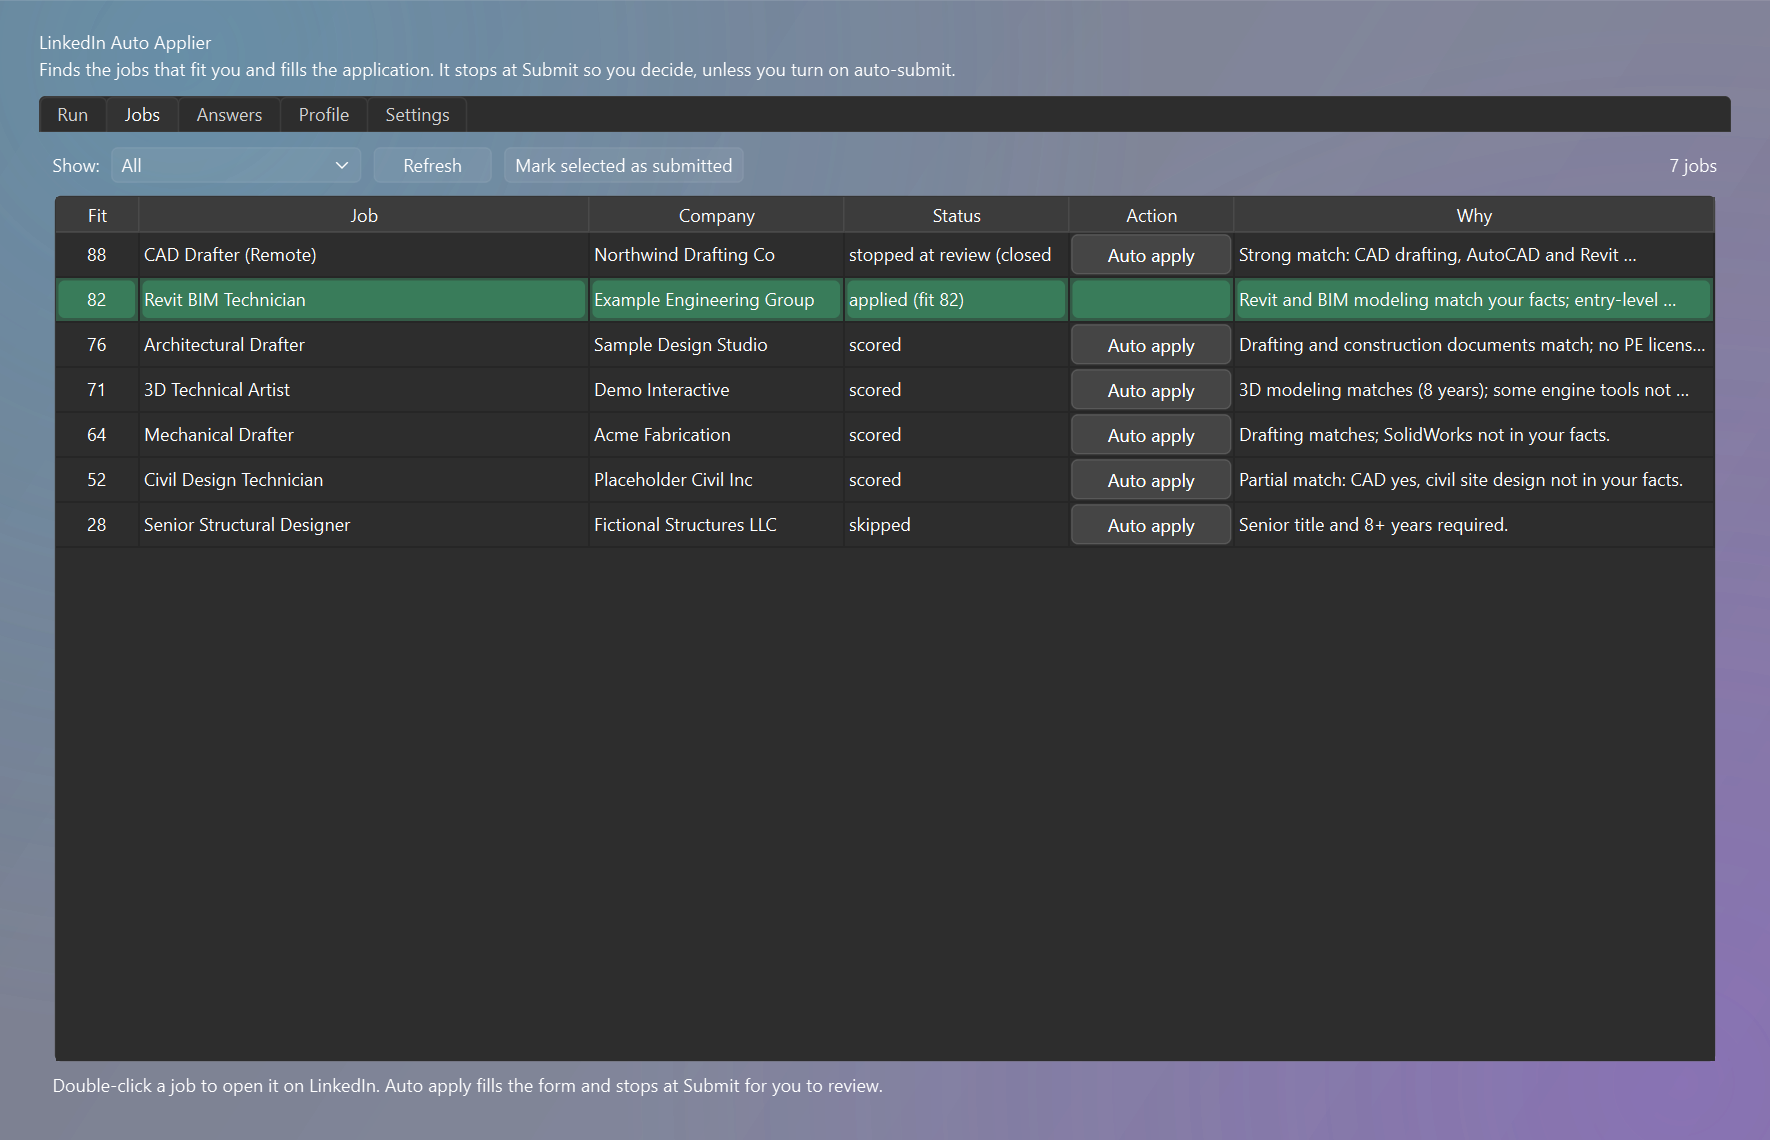 LinkedIn Auto Applier
Finds the jobs that fit you and fills the application. It stops at Submit so you decide, unless you turn on auto-submit.
Run Jobs Answers Profile Settings
Show: All Refresh Mark selected as submitted 7 jobs
Fit Job Company Status Action Why
88 CAD Drafter (Remote) Northwind Drafting Co stopped at review (closed Auto apply Strong match: CAD drafting, AutoCAD and Revit ...
82 Revit BIM Technician Example Engineering Group applied (fit 82) Revit and BIM modeling match your facts; entry-level ...
76 Architectural Drafter Sample Design Studio scored Auto apply Drafting and construction documents match; no PE licens...
71 3D Technical Artist Demo Interactive scored Auto apply 3D modeling matches (8 years); some engine tools not ...
64 Mechanical Drafter Acme Fabrication scored Auto apply Drafting matches; SolidWorks not in your facts.
52 Civil Design Technician Placeholder Civil Inc scored Auto apply Partial match: CAD yes, civil site design not in your facts.
28 Senior Structural Designer Fictional Structures LLC skipped Auto apply Senior title and 8+ years required.
Double-click a job to open it on LinkedIn. Auto apply fills the form and stops at Submit for you to review.